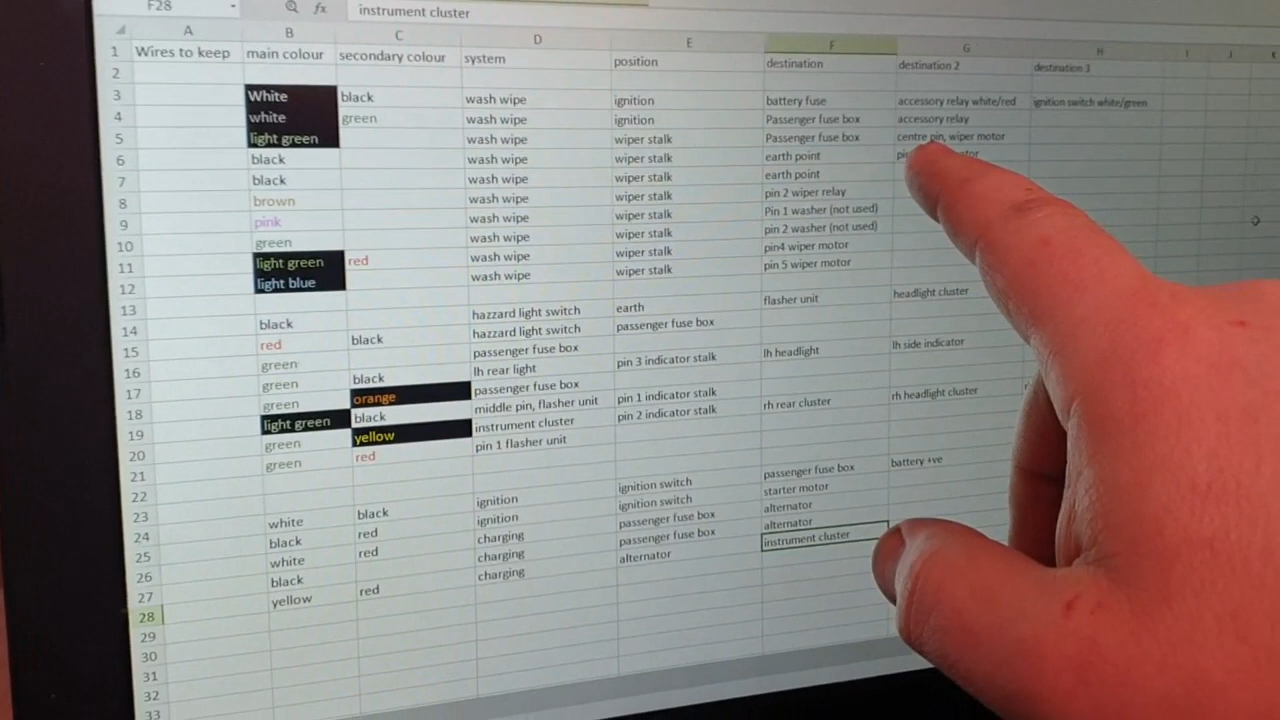 F28 fx instrument cluster
A B C D E F G H I J K
1 Wires to keep main colour secondary colour system position destination destination 2 destination 3
2
3 White black wash wipe ignition battery fuse accessory relay white/red ignition switch white/green
4 white green wash wipe ignition Passenger fuse box accessory relay
5 light green wash wipe wiper stalk Passenger fuse box centre pin, wiper motor
6 black wash wipe wiper stalk earth point
7 black wash wipe wiper stalk earth point
8 brown wash wipe wiper stalk pin 2 wiper relay
9 pink wash wipe wiper stalk Pin 1 washer (not used)
10 green wash wipe wiper stalk pin 2 washer (not used)
11 light green red wash wipe wiper stalk pin4 wiper motor
12 light blue wash wipe wiper stalk pin 5 wiper motor
13
14 black hazzard light switch earth flasher unit headlight cluster
15 red black hazzard light switch passenger fuse box
16 green passenger fuse box
17 green black lh rear light pin 3 indicator stalk lh headlight lh side indicator
18 green orange passenger fuse box
19 light green black middle pin, flasher unit pin 1 indicator stalk
20 green yellow instrument cluster pin 2 indicator stalk rh rear cluster rh headlight cluster
21 green red pin 1 flasher unit
22
23
24 white black ignition ignition switch passenger fuse box battery +ve
25 black red ignition ignition switch starter motor
26 white red charging passenger fuse box alternator
27 black charging passenger fuse box alternator
28 yellow red charging alternator instrument cluster
29
30
31
32
33